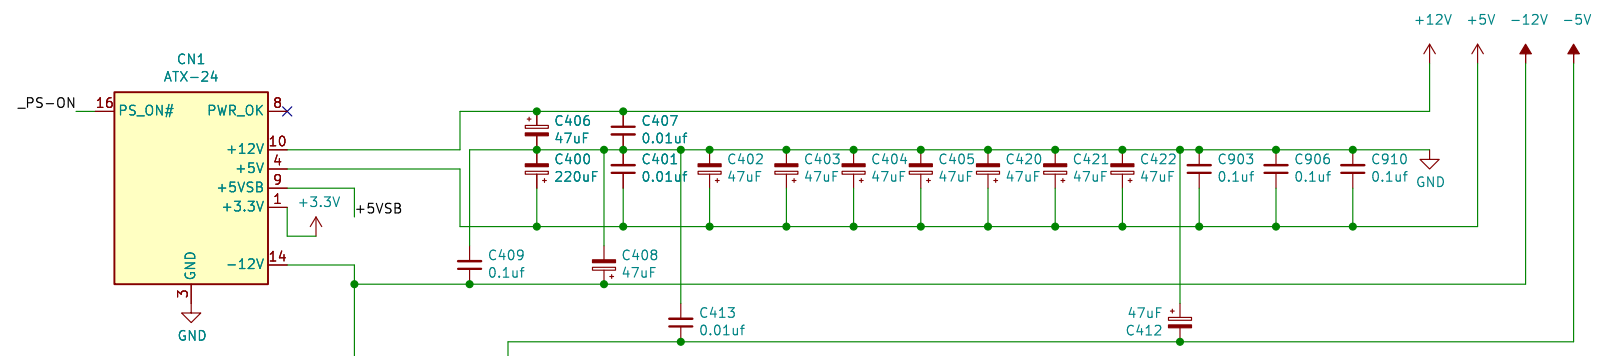 +12V +5V -12V -5V
CN1
ATX-24
_PS-ON 16 PS_ON# PWR_OK 8
C406
47uF
C407
0.01uf
+12V 10
+5V 4
+5VSB 9
+3.3V 1
+3.3V
+5VSB
C400
220uF
C401
0.01uf
C402
47uF
C403
47uF
C404
47uF
C405
47uF
C420
47uF
C421
47uF
C422
47uF
C903
0.1uf
C906
0.1uf
C910
0.1uf
GND
-12V 14
GND
3
GND
C409
0.1uf
C408
47uF
C413
0.01uf
47uF
C412